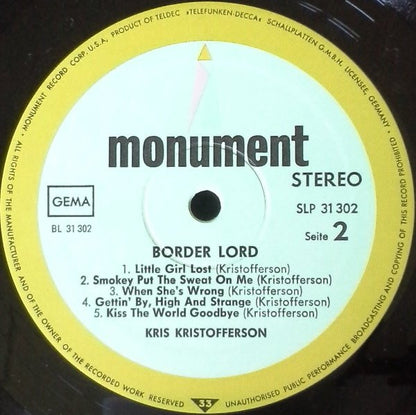 MONUMENT RECORD CORP. U.S.A. PRODUCT OF TELDEC »TELEFUNKEN-DECCA« SCHALLPLATTEN G.M.B.H. LICENSEE, GERMANY
monument
STEREO
GEMA
SLP 31 302
BL 31 302
Seite 2
BORDER LORD
1. Little Girl Lost (Kristofferson)
2. Smokey Put The Sweat On Me (Kristofferson)
3. When She's Wrong (Kristofferson)
4. Gettin' By, High And Strange (Kristofferson)
5. Kiss The World Goodbye (Kristofferson)
KRIS KRISTOFFERSON
ALL RIGHTS OF THE MANUFACTURER AND OF THE OWNER OF THE RECORDED WORK RESERVED
33
UNAUTHORISED PUBLIC PERFORMANCE BROADCASTING AND COPYING OF THIS RECORD PROHIBITED